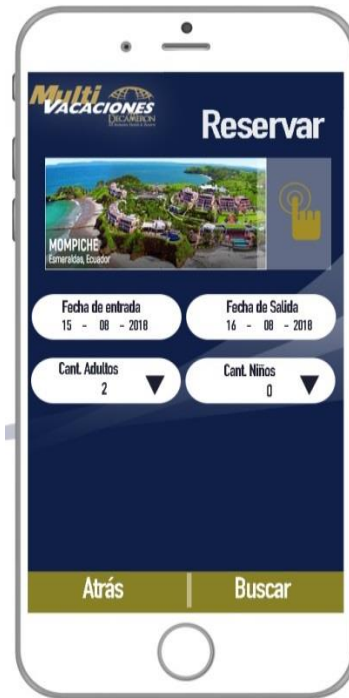 Multi
VACACIONES
DECAMERON
Reservar
MOMPICHE
Esmeraldas, Ecuador
Fecha de entrada
15 - 08 - 2018
Fecha de Salida
16 - 08 - 2018
Cant. Adultos
2
Cant. Niños
0
Atrás
Buscar